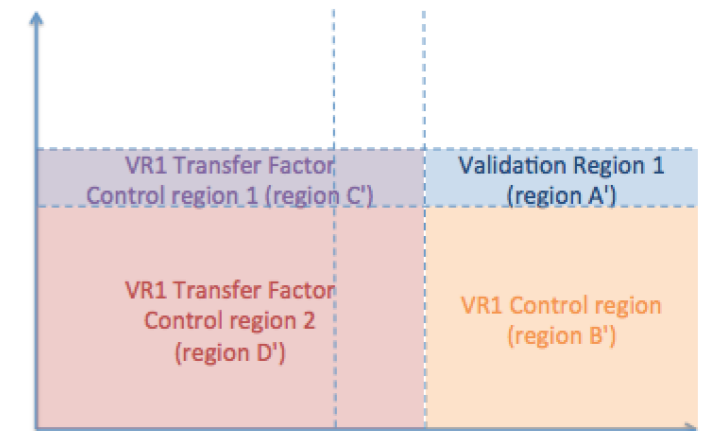 VR1 Transfer Factor
Control region 1 (region C')
Validation Region 1
(region A')
VR1 Transfer Factor
Control region 2
(region D')
VR1 Control region
(region B')